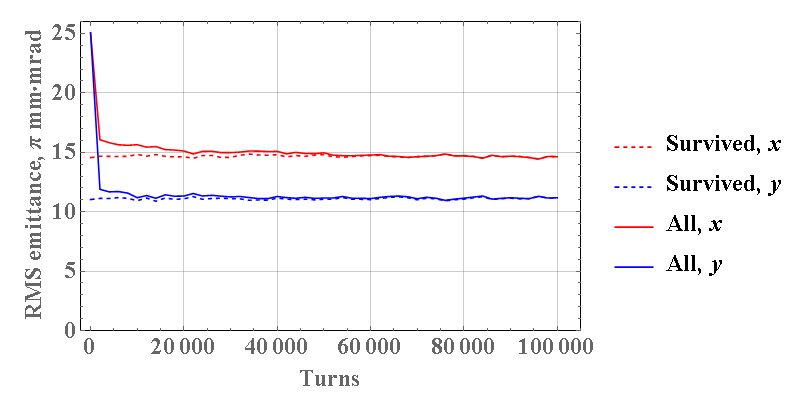 RMS emittance, π mm·mrad
25
20
15
10
5
0
0 20 000 40 000 60 000 80 000 100 000
Turns
Survived, x
Survived, y
All, x
All, y